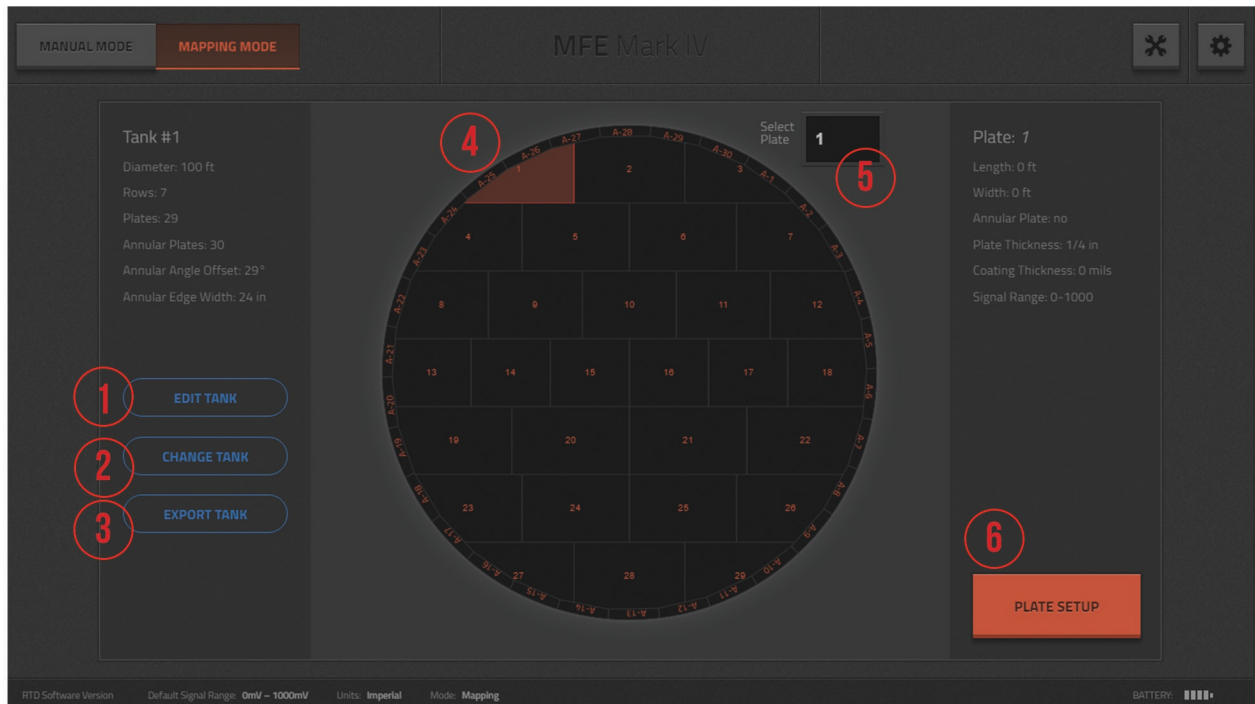 MANUAL MODE
MAPPING MODE
MFE Mark IV
Tank #1
Diameter: 100 ft
Rows: 7
Plates: 29
Annular Plates: 30
Annular Angle Offset: 29°
Annular Edge Width: 24 in
1
EDIT TANK
2
CHANGE TANK
3
EXPORT TANK
4
Select
Plate
1
5
A-25 A-26 A-27 A-28 A-29 A-30 A-1
1 2 3
A-24 A-2
4 5 6 7
A-23 A-3
A-22 8 9 10 11 12 A-4
A-21 A-5
13 14 15 16 17 18
A-20 A-6
A-19 19 20 21 22 A-7
A-18 A-8
23 24 25 26
A-17 A-9
A-16 A-10
27 28 29
A-15 A-14 A-13 A-12 A-11
Plate: 1
Length: 0 ft
Width: 0 ft
Annular Plate: no
Plate Thickness: 1/4 in
Coating Thickness: 0 mils
Signal Range: 0-1000
6
PLATE SETUP
RTD Software Version Default Signal Range: 0mV – 1000mV Units: Imperial Mode: Mapping BATTERY: